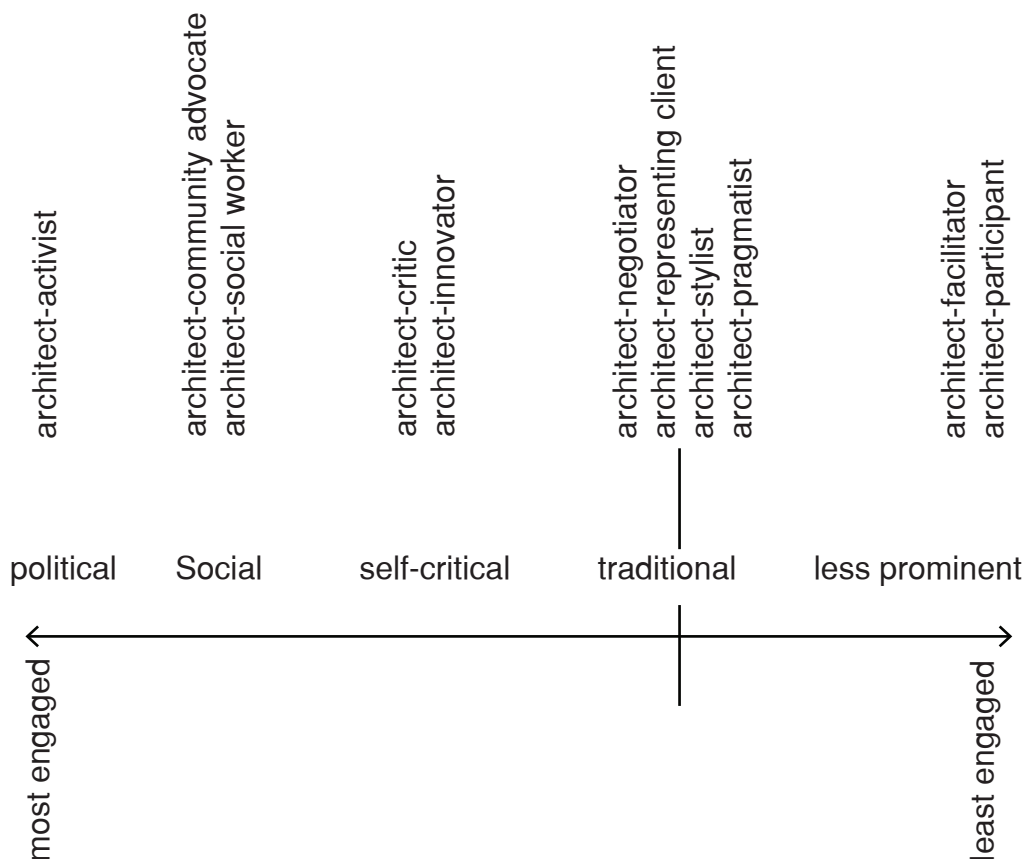 architect-activist
architect-community advocate
architect-social worker
architect-critic
architect-innovator
architect-negotiator
architect-representing client
architect-stylist
architect-pragmatist
architect-facilitator
architect-participant
political
Social
self-critical
traditional
less prominent
most engaged
least engaged